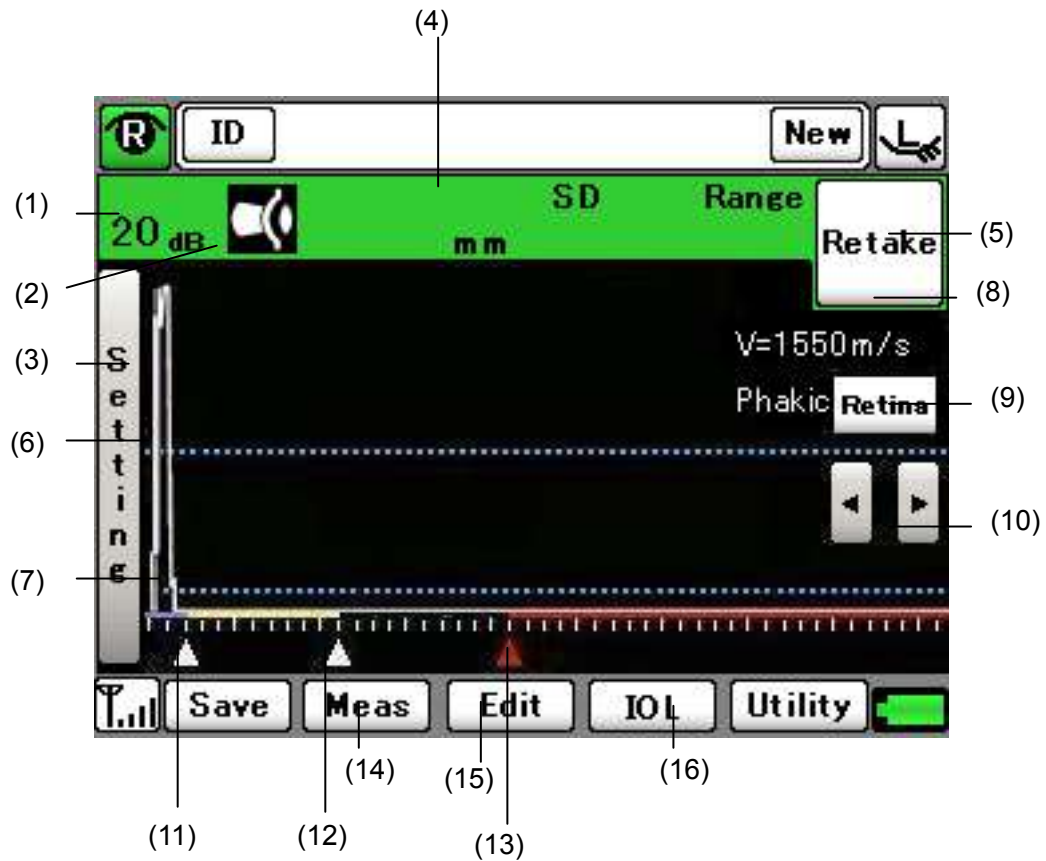 (4)
R ID New L
(1) 20 dB SD Range
mm Retake (5)
(2) (8)
(3) Setting V=1550m/s
Phakic Retina (9)
(6)
(10)
(7)
Save Meas Edit IOL Utility
(14) (15) (16)
(11) (12) (13)